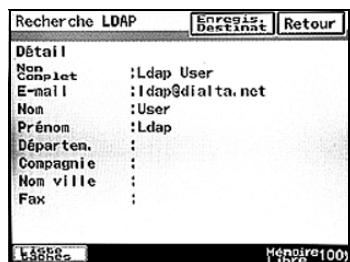 Recherche LDAP
Enregis.
Destinat
Retour
Détail
Nom
Complet :Ldap User
E-mail :ldap@dialta.net
Nom :User
Prénom :Ldap
Départem. :
Compagnie :
Nom ville :
Fax :
Liste
tâches
Mémoire
Libre 100%